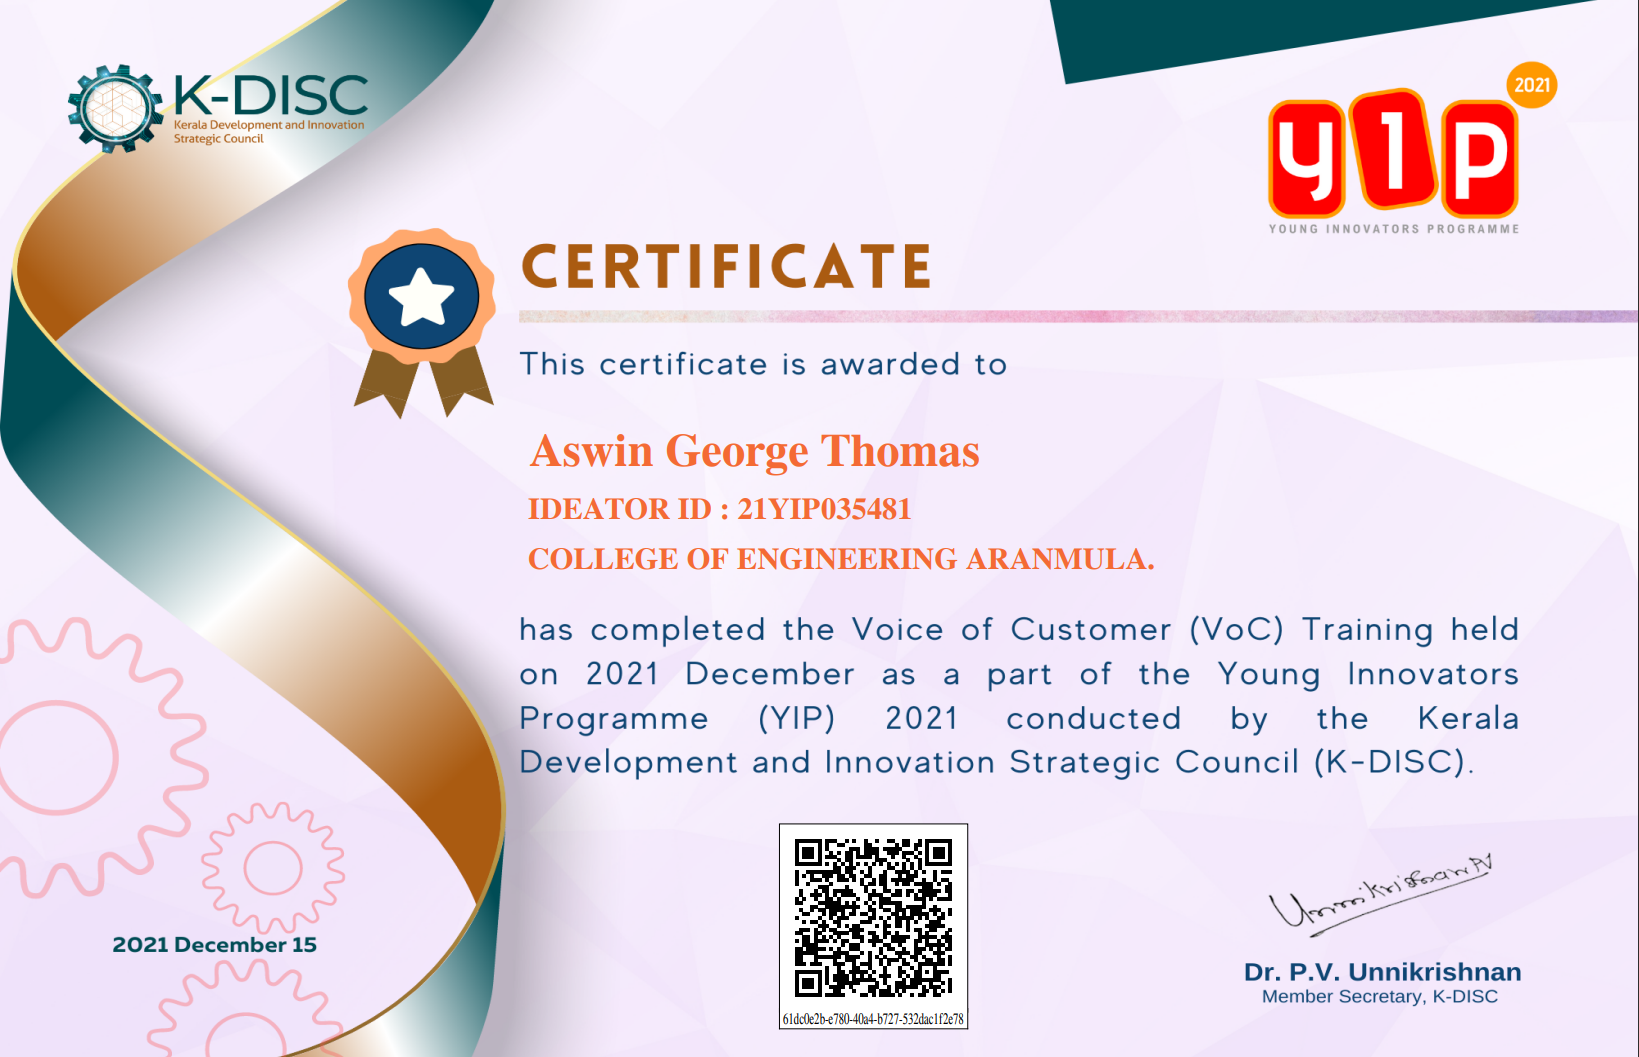 K-DISC
Kerala Development and Innovation
Strategic Council
2021
yip
YOUNG INNOVATORS PROGRAMME
CERTIFICATE
This certificate is awarded to
Aswin George Thomas
IDEATOR ID : 21YIP035481
COLLEGE OF ENGINEERING ARANMULA.
has completed the Voice of Customer (VoC) Training held
on 2021 December as a part of the Young Innovators
Programme (YIP) 2021 conducted by the Kerala
Development and Innovation Strategic Council (K-DISC).
2021 December 15
61dc0e2b-e780-40a4-b727-532dac1f2e78
Unnikrishnan PV
Dr. P.V. Unnikrishnan
Member Secretary, K-DISC